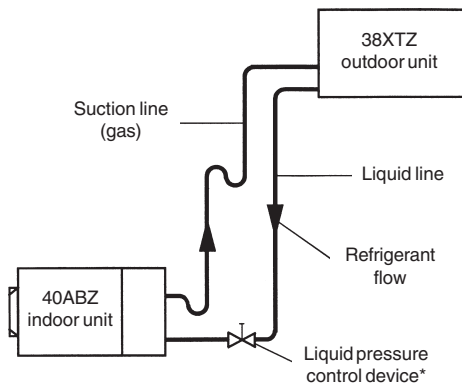 38XTZ
outdoor unit
Suction line
(gas)
Liquid line
Refrigerant
flow
40ABZ
indoor unit
Liquid pressure
control device*